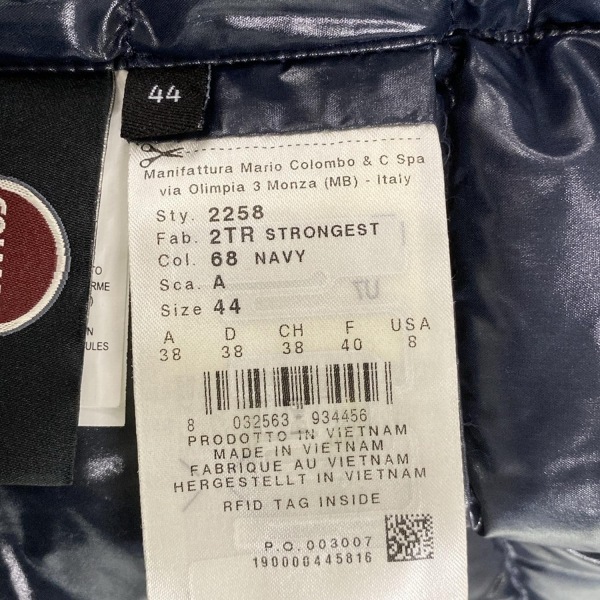 44
Manifattura Mario Colombo & C Spa
via Olimpia 3 Monza (MB) - Italy
Sty. 2258
Fab. 2TR STRONGEST
Col. 68 NAVY
Sca. A
Size 44
A D CH F USA
38 38 38 40 8
8 032563 934456
PRODOTTO IN VIETNAM
MADE IN VIETNAM
FABRIQUE AU VIETNAM
HERGESTELLT IN VIETNAM
RFID TAG INSIDE
P.O. 003007
190000445816